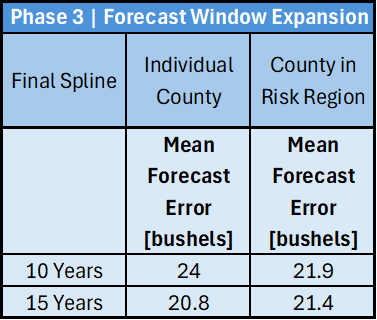 Phase 3 | Forecast Window Expansion
Final Spline
Individual
County
County in
Risk Region
Mean
Forecast
Error
[bushels]
Mean
Forecast
Error
[bushels]
10 Years 24 21.9
15 Years 20.8 21.4